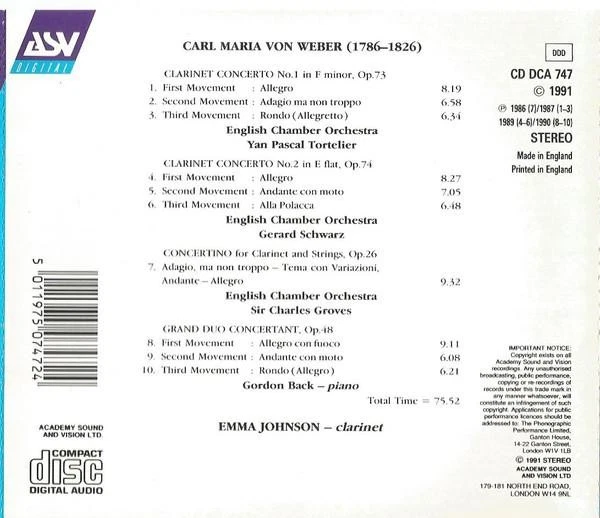 ASV
DIGITAL
CARL MARIA VON WEBER (1786–1826)
CLARINET CONCERTO No.1 in F minor, Op.73
1. First Movement : Allegro 8.19
2. Second Movement : Adagio ma non troppo 6.58
3. Third Movement : Rondo (Allegretto) 6.34
English Chamber Orchestra
Yan Pascal Tortelier
CLARINET CONCERTO No.2 in E flat, Op.74
4. First Movement : Allegro 8.27
5. Second Movement : Andante con moto 7.05
6. Third Movement : Alla Polacca 6.48
English Chamber Orchestra
Gerard Schwarz
CONCERTINO for Clarinet and Strings, Op.26
7. Adagio, ma non troppo – Tema con Variazioni,
Andante – Allegro 9.32
English Chamber Orchestra
Sir Charles Groves
GRAND DUO CONCERTANT, Op.48
8. First Movement : Allegro con fuoco 9.11
9. Second Movement : Andante con moto 6.08
10. Third Movement : Rondo (Allegro) 6.21
Gordon Back – piano
Total Time = 75.52
EMMA JOHNSON – clarinet
DDD
CD DCA 747
© 1991
℗ 1986 (7)/1987 (1–3)
1989 (4–6)/1990 (8–10)
STEREO
Made in England
Printed in England
5 011975 074724
ACADEMY SOUND
AND VISION LTD.
COMPACT
disc
DIGITAL AUDIO
IMPORTANT NOTICE:
Copyright exists on all
Academy Sound and Vision
recordings. Any unauthorised
broadcasting, public performance,
copying or re-recordings of
records under this trade mark in
any manner whatsoever, will
constitute an infringement of such
copyright. Applications for public
performance licences should be
addressed to: The Phonographic
Performance Limited,
Ganton House,
14-22 Ganton Street,
London W1V 1LB
© 1991 STEREO
ACADEMY SOUND
AND VISION LTD
179-181 NORTH END ROAD,
LONDON W14 9NL